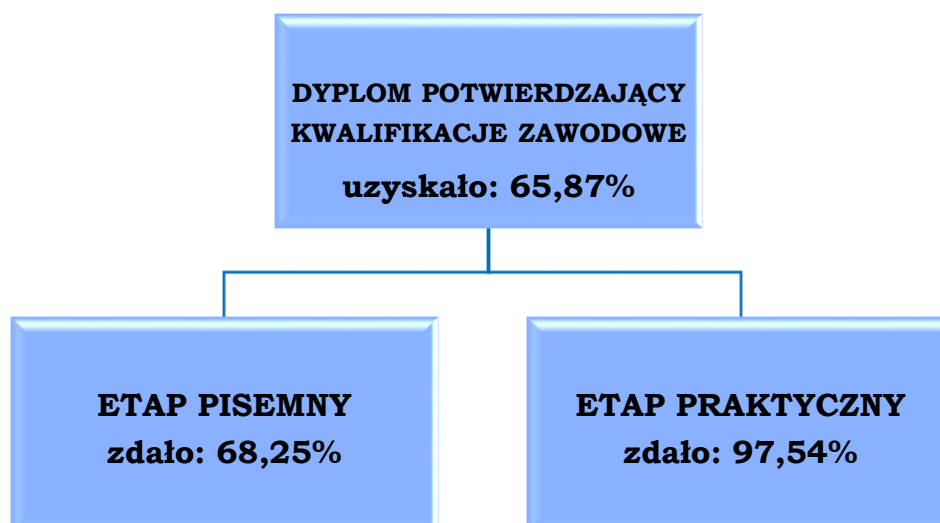 DYPLOM POTWIERDZAJĄCY
KWALIFIKACJE ZAWODOWE
uzyskało: 65,87%
ETAP PISEMNY
zdało: 68,25%
ETAP PRAKTYCZNY
zdało: 97,54%